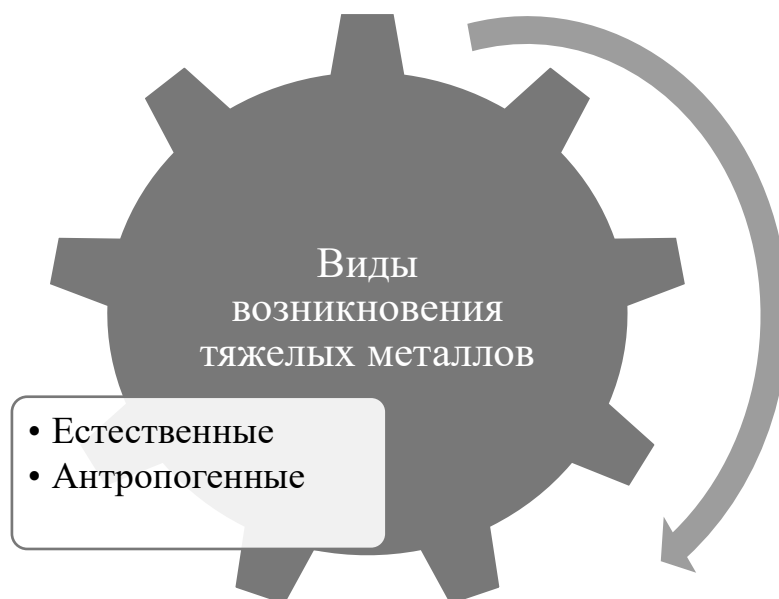 Виды
возникновения
тяжелых металлов
• Естественные
• Антропогенные